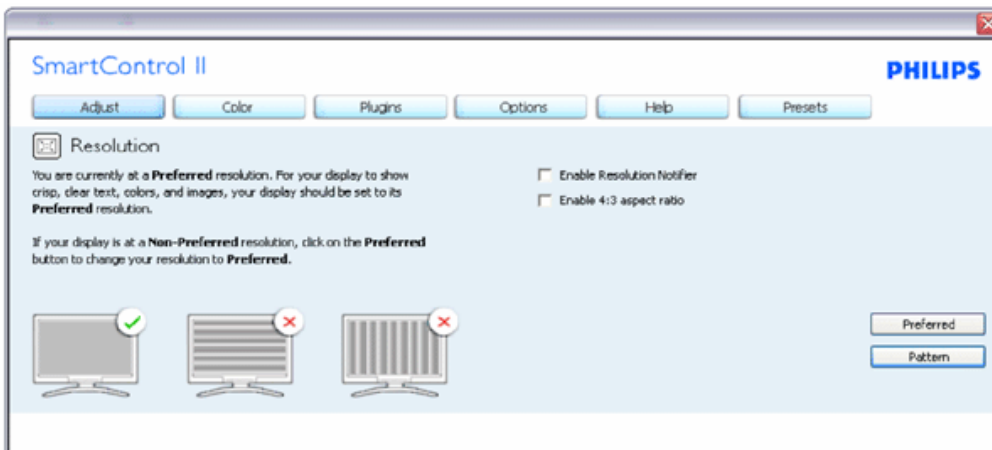 SmartControl II
PHILIPS
Adjust
Color
Plugins
Options
Help
Presets
Resolution
You are currently at a Preferred resolution. For your display to show
crisp, clear text, colors, and images, your display should be set to its
Preferred resolution.
If your display is at a Non-Preferred resolution, click on the Preferred
button to change your resolution to Preferred.
Enable Resolution Notifier
Enable 4:3 aspect ratio
Preferred
Pattern